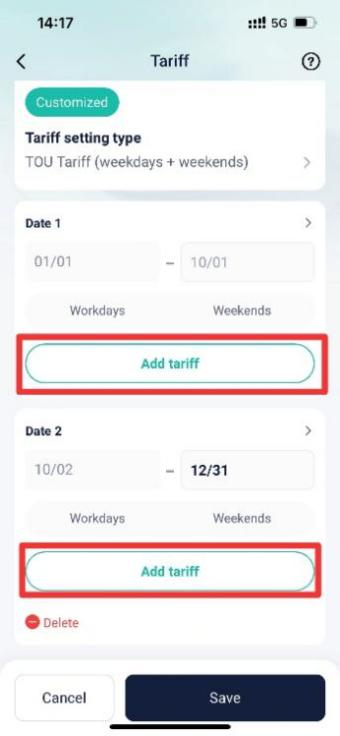 14:17
5G
Tariff
Customized
Tariff setting type
TOU Tariff (weekdays + weekends)
Date 1
01/01 – 10/01
Workdays Weekends
Add tariff
Date 2
10/02 – 12/31
Workdays Weekends
Add tariff
Delete
Cancel Save